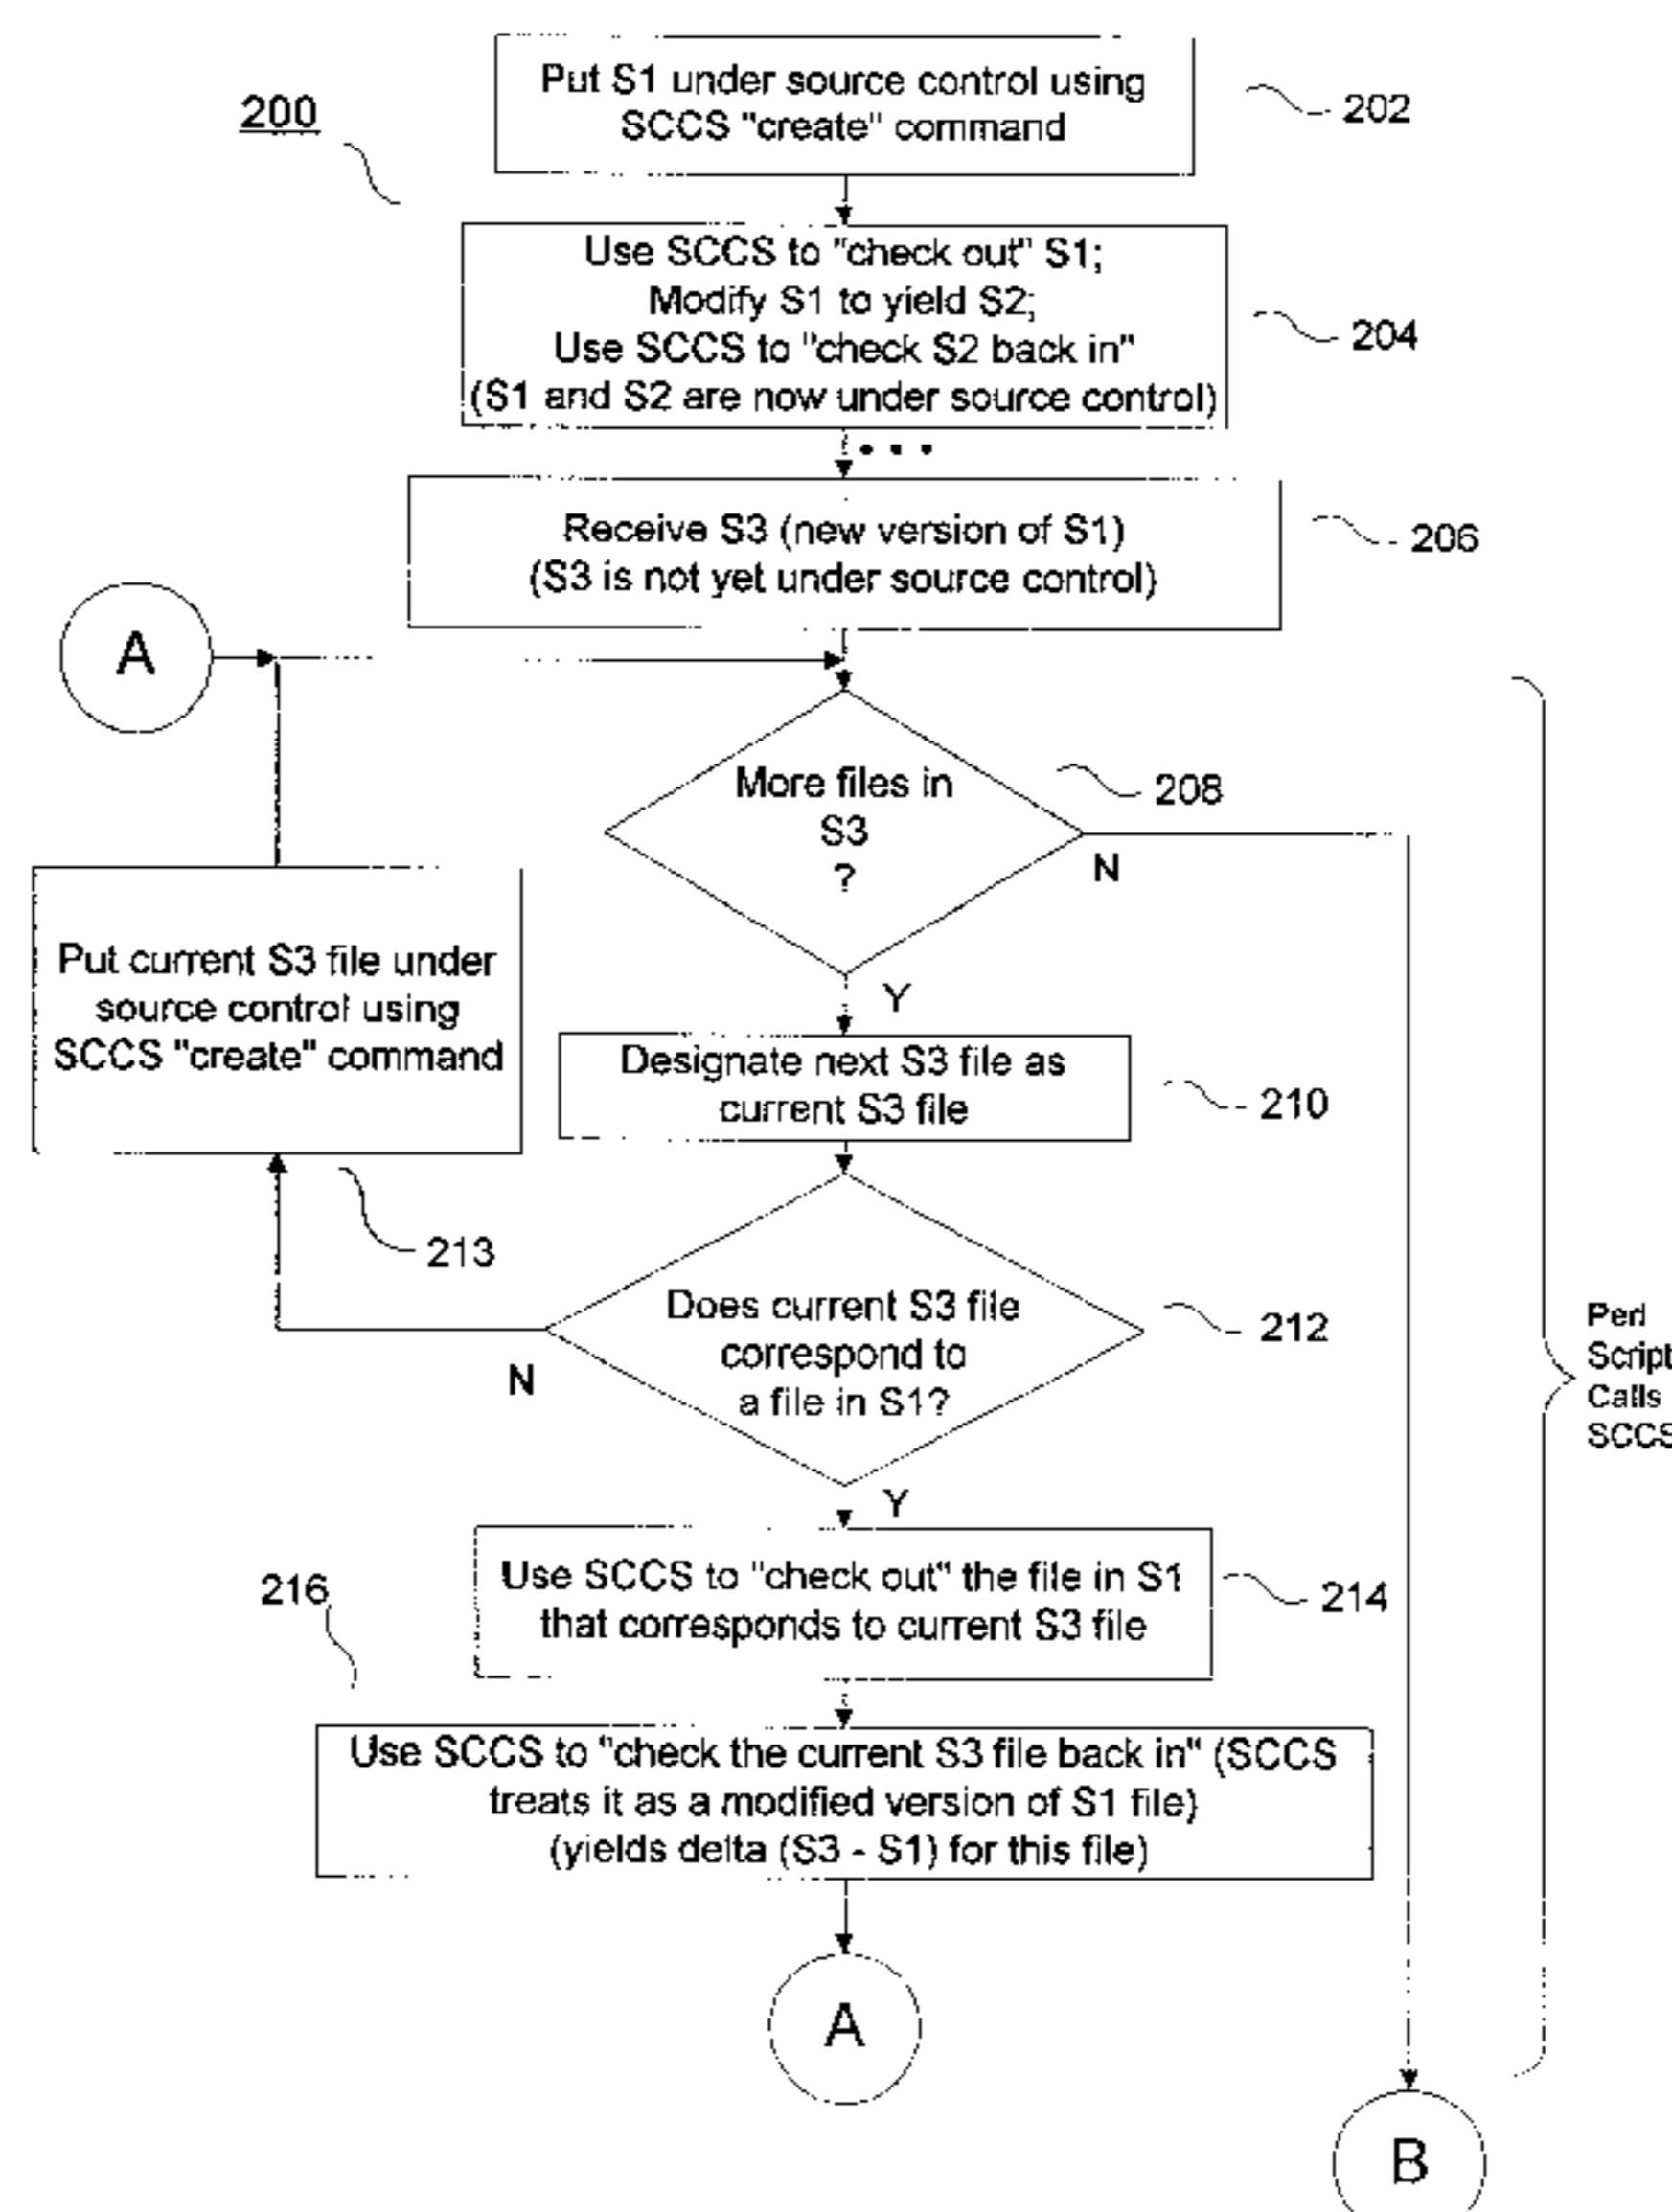 200
Put S1 under source control using
SCCS "create" command
202
Use SCCS to "check out" S1;
Modify S1 to yield S2;
Use SCCS to "check S2 back in"
(S1 and S2 are now under source control)
204
Receive S3 (new version of S1)
(S3 is not yet under source control)
206
A
More files in
S3
?
208
N
Y
Put current S3 file under
source control using
SCCS "create" command
213
Designate next S3 file as
current S3 file
210
Does current S3 file
correspond to
a file in S1?
212
N
Y
Perl
Script
Calls
SCCS
Use SCCS to "check out" the file in S1
that corresponds to current S3 file
214
216
Use SCCS to "check the current S3 file back in" (SCCS
treats it as a modified version of S1 file)
(yields delta (S3 - S1) for this file)
A
B